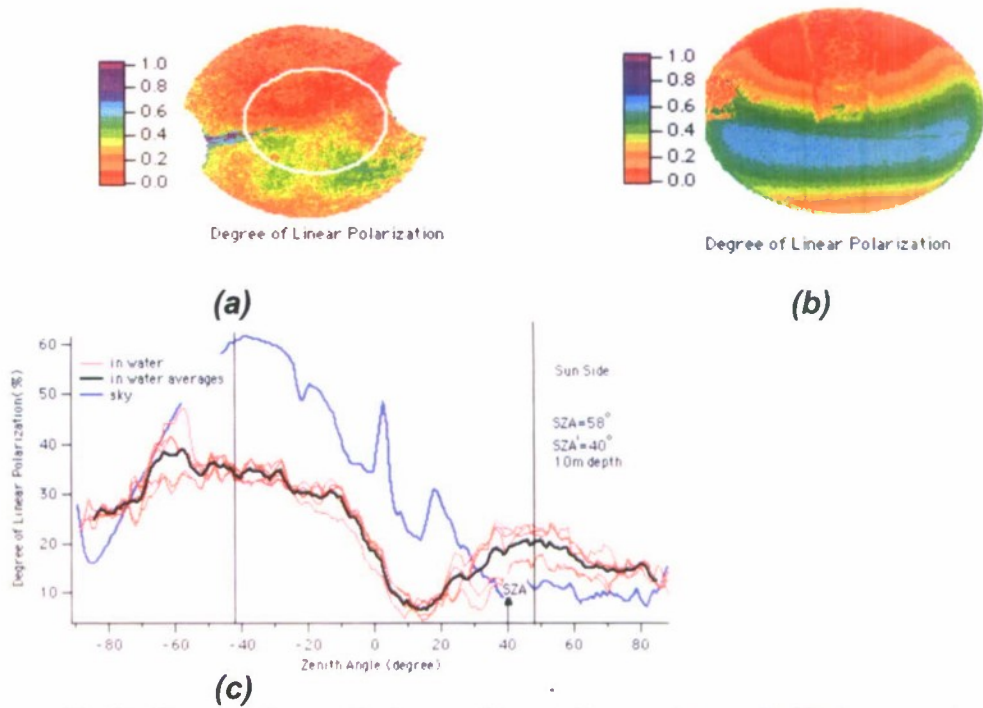 1.0
0.8
0.6
0.4
0.2
0.0
Degree of Linear Polarization
(a)
1.0
0.8
0.6
0.4
0.2
0.0
Degree of Linear Polarization
(b)
Degree of Linear Polarization(%)
60
50
40
30
20
10
in water
in water averages
sky
Sun Side
SZA=58°
SZA'=40°
10m depth
SZA
-80
-60
-40
-20
0
20
40
60
80
Zenith Angle (degree)
(c)